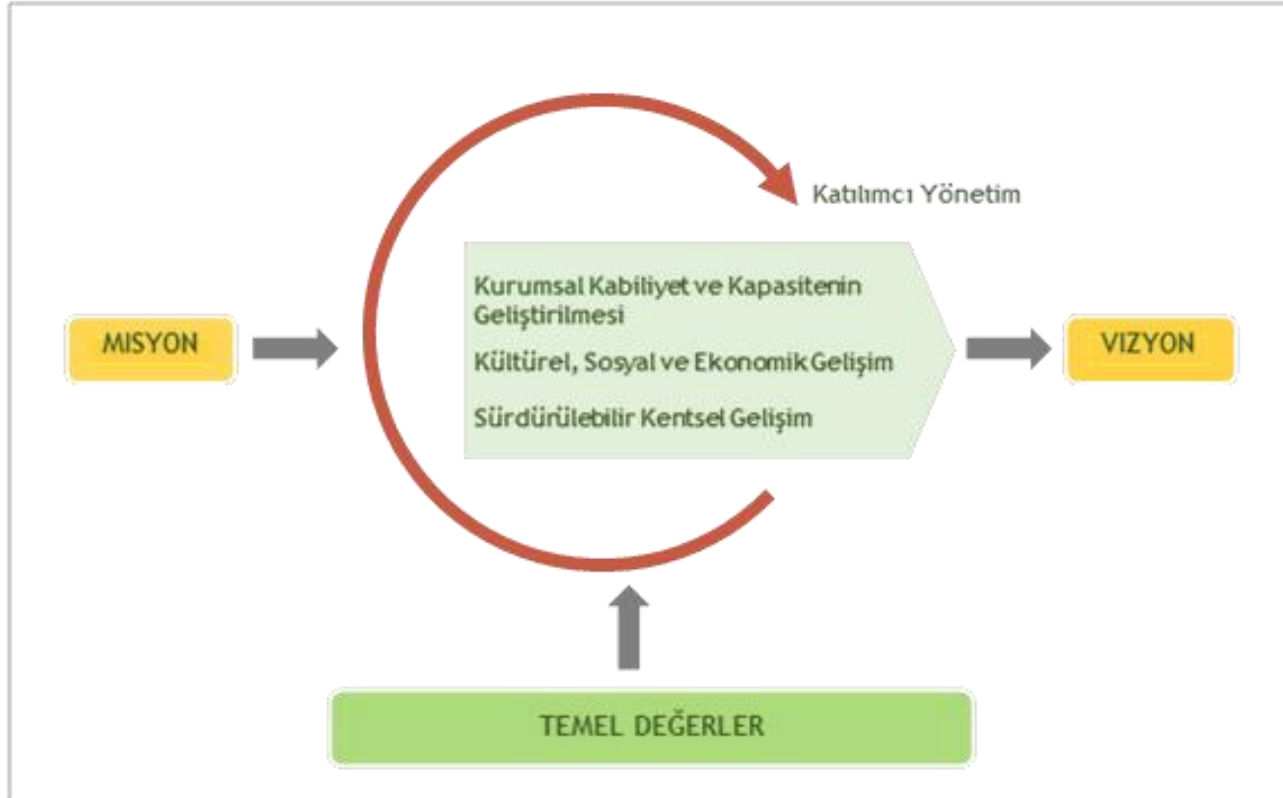 Katılımcı Yönetim
Kurumsal Kabiliyet ve Kapasitenin
Geliştirilmesi
MISYON
Kültürel, Sosyal ve Ekonomik Gelişim
VIZYON
Sürdürülebilir Kentsel Gelişim
TEMEL DEĞERLER